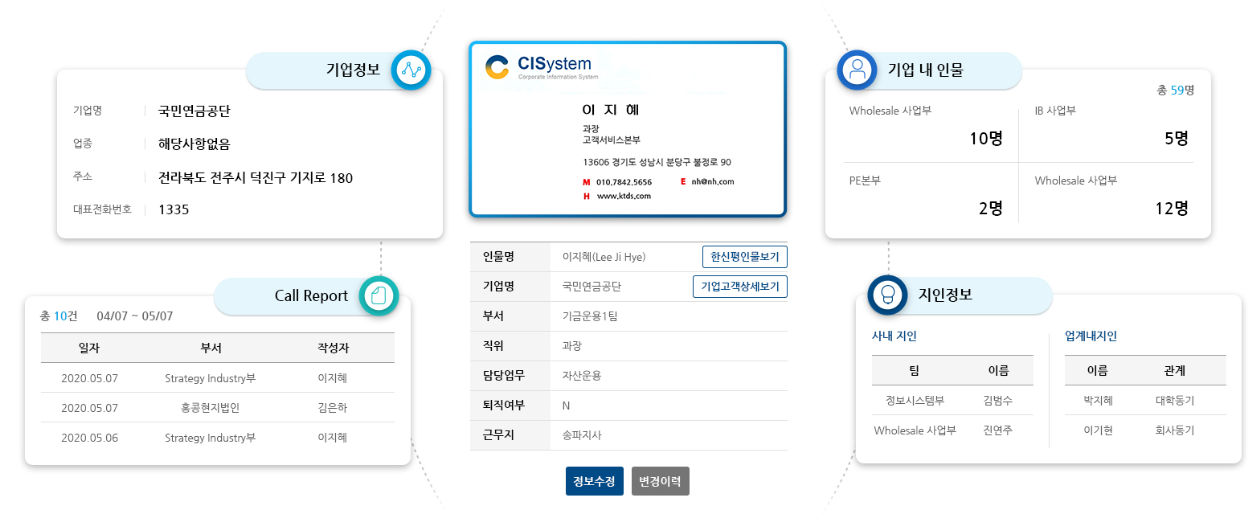 기업정보
기업명 국민연금공단
업종 해당사항없음
주소 전라북도 전주시 덕진구 기지로 180
대표전화번호 1335
Call Report
총 10건 04/07 ~ 05/07
일자 부서 작성자
2020.05.07 Strategy Industry부 이지혜
2020.05.07 홍콩현지법인 김은하
2020.05.06 Strategy Industry부 이지혜
CISystem
Corporate Information System
이 지 혜
과장
고객서비스본부
13606 경기도 성남시 분당구 불정로 90
M 010.7842.5656 E nh@nh.com
H www.ktds.com
인물명 이지혜(Lee Ji Hye) 한신평인물보기
기업명 국민연금공단 기업고객상세보기
부서 기금운용1팀
직위 과장
담당업무 자산운용
퇴직여부 N
근무지 송파지사
정보수정 변경이력
기업 내 인물
총 59명
Wholesale 사업부 IB 사업부
10명 5명
PE본부 Wholesale 사업부
2명 12명
지인정보
사내 지인 업계내지인
팀 이름 이름 관계
정보시스템부 김범수 박지혜 대학동기
Wholesale 사업부 진연주 이기현 회사동기